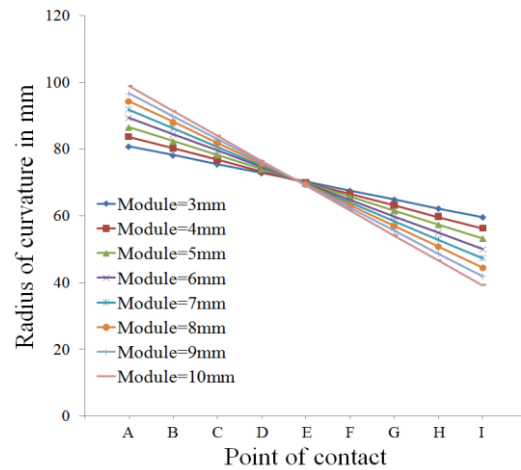 120
100
80
60
40
20
0
Radius of curvature in mm
Module=3mm
Module=4mm
Module=5mm
Module=6mm
Module=7mm
Module=8mm
Module=9mm
Module=10mm
A B C D E F G H I
Point of contact